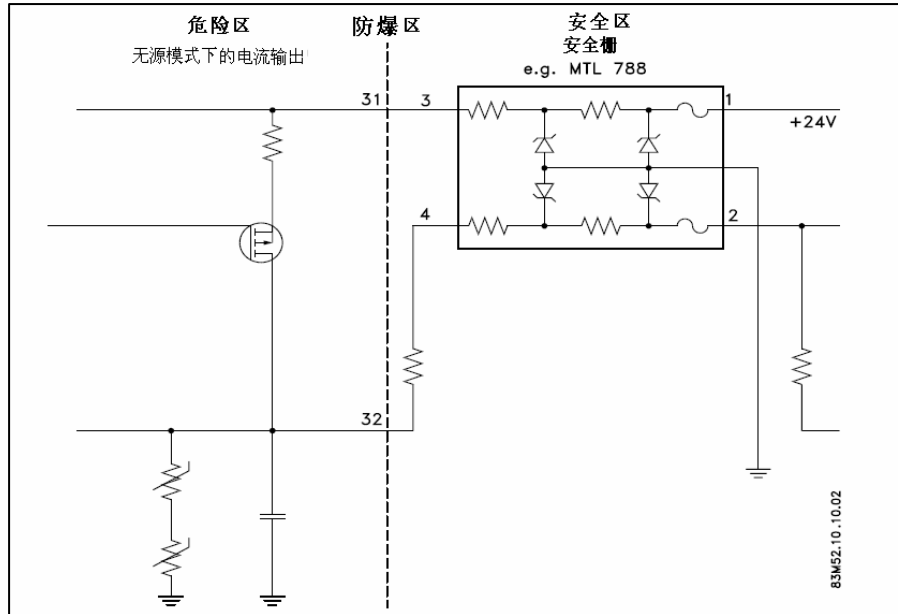 危险区
防爆区
安全区
无源模式下的电流输出
安全栅
e.g. MTL 788
31
3
1
+24V
4
2
32
83M52.10.10.02